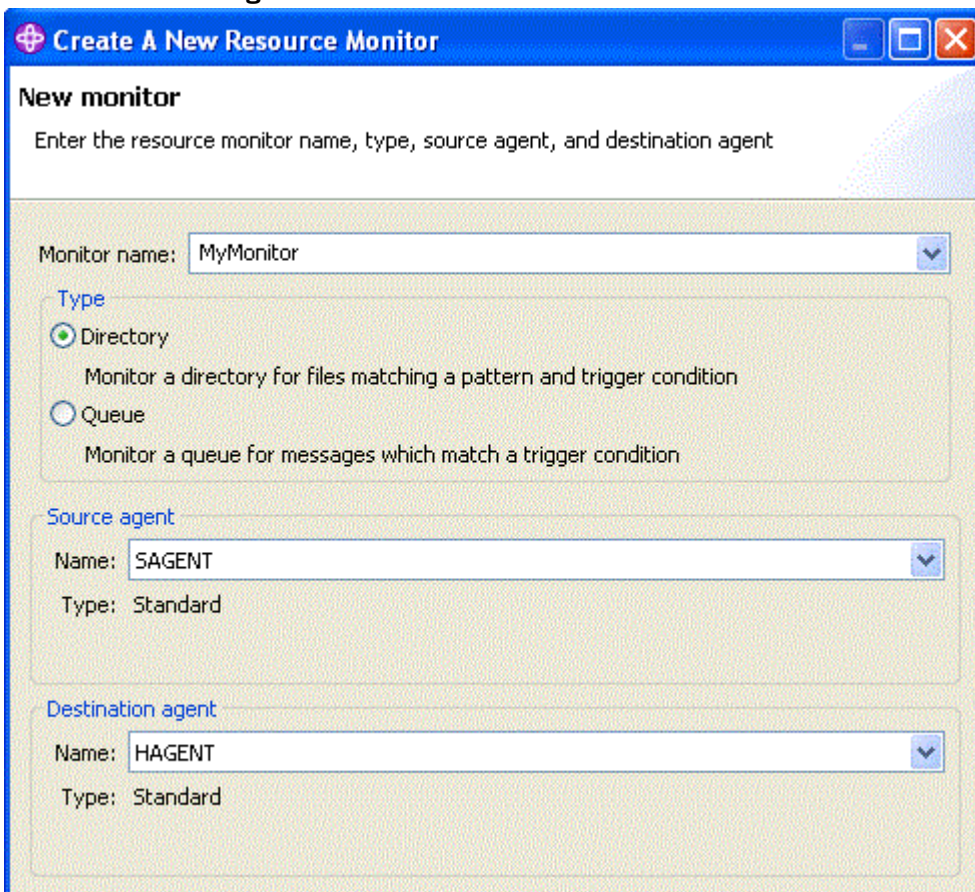 Create A New Resource Monitor
New monitor
Enter the resource monitor name, type, source agent, and destination agent
Monitor name: MyMonitor
Type
Directory
Monitor a directory for files matching a pattern and trigger condition
Queue
Monitor a queue for messages which match a trigger condition
Source agent
Name: SAGENT
Type: Standard
Destination agent
Name: HAGENT
Type: Standard